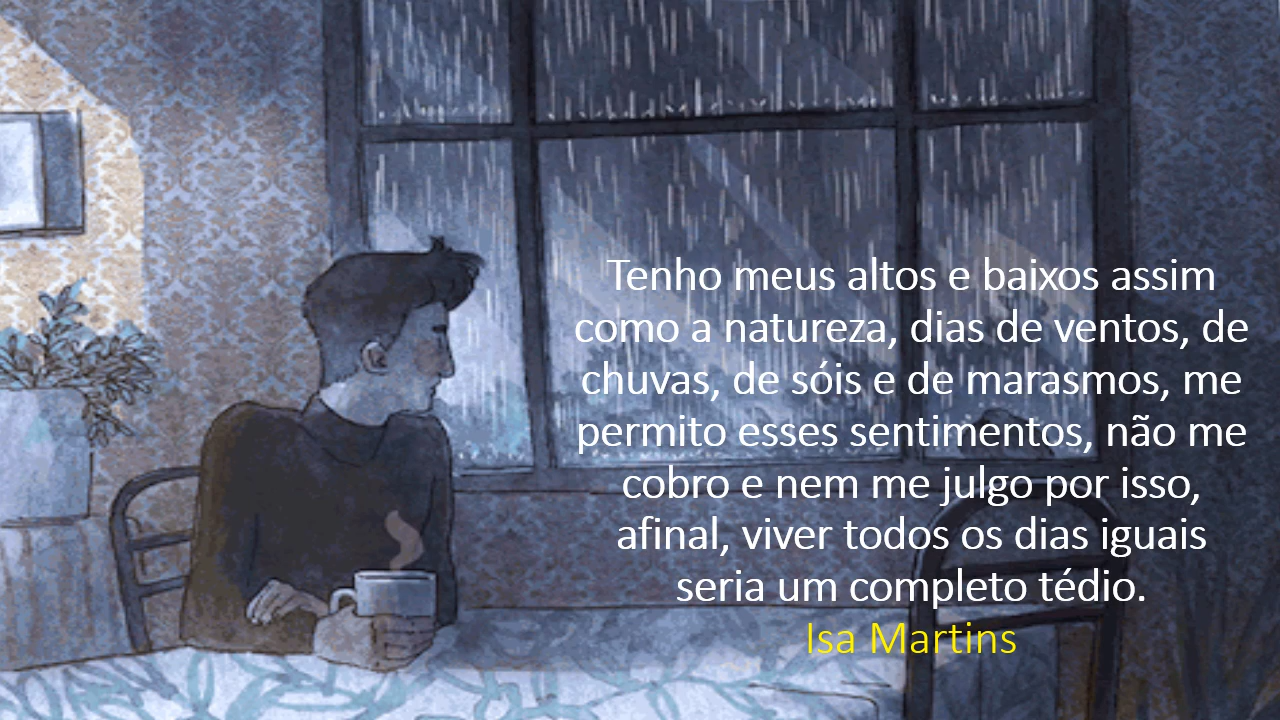 Tenho meus altos e baixos assim
como a natureza, dias de ventos, de
chuvas, de sóis e de marasmos, me
permito esses sentimentos, não me
cobro e nem me julgo por isso,
afinal, viver todos os dias iguais
seria um completo tédio.
Isa Martins